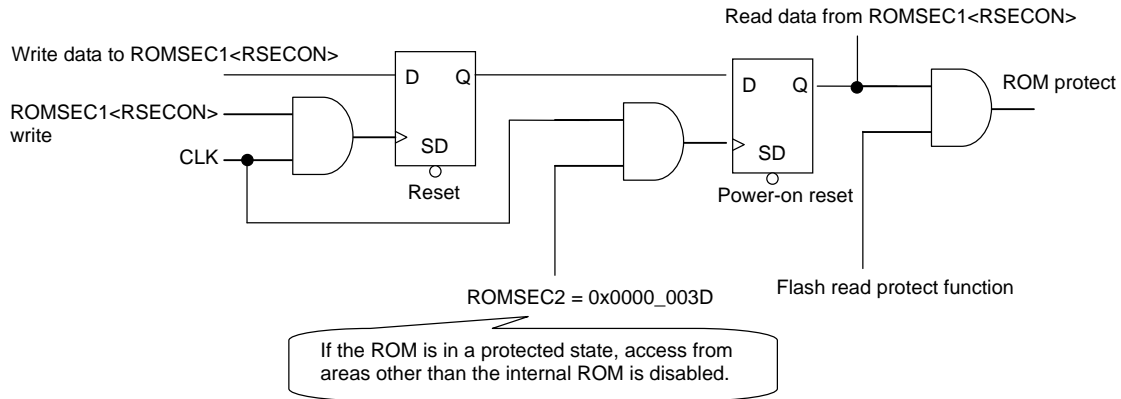 Read data from ROMSEC1<RSECON>
Write data to ROMSEC1<RSECON>
D Q
D Q
ROM protect
ROMSEC1<RSECON>
write
CLK
SD
SD
Reset
Power-on reset
Flash read protect function
ROMSEC2 = 0x0000_003D
If the ROM is in a protected state, access from
areas other than the internal ROM is disabled.